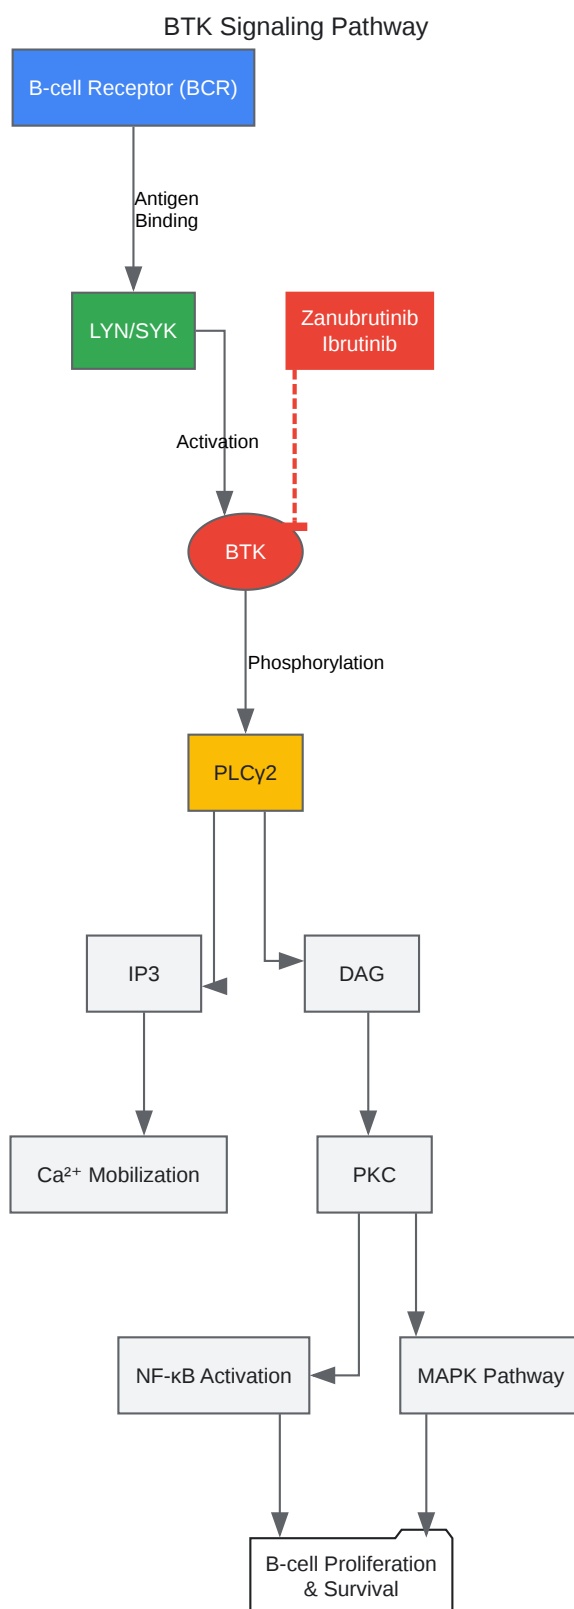 BTK Signaling Pathway
B-cell Receptor (BCR)
Antigen
Binding
LYN/SYK
Zanubrutinib
Ibrutinib
Activation
BTK
Phosphorylation
PLCγ2
IP3
DAG
Ca²⁺ Mobilization
PKC
NF-κB Activation
MAPK Pathway
B-cell Proliferation
& Survival